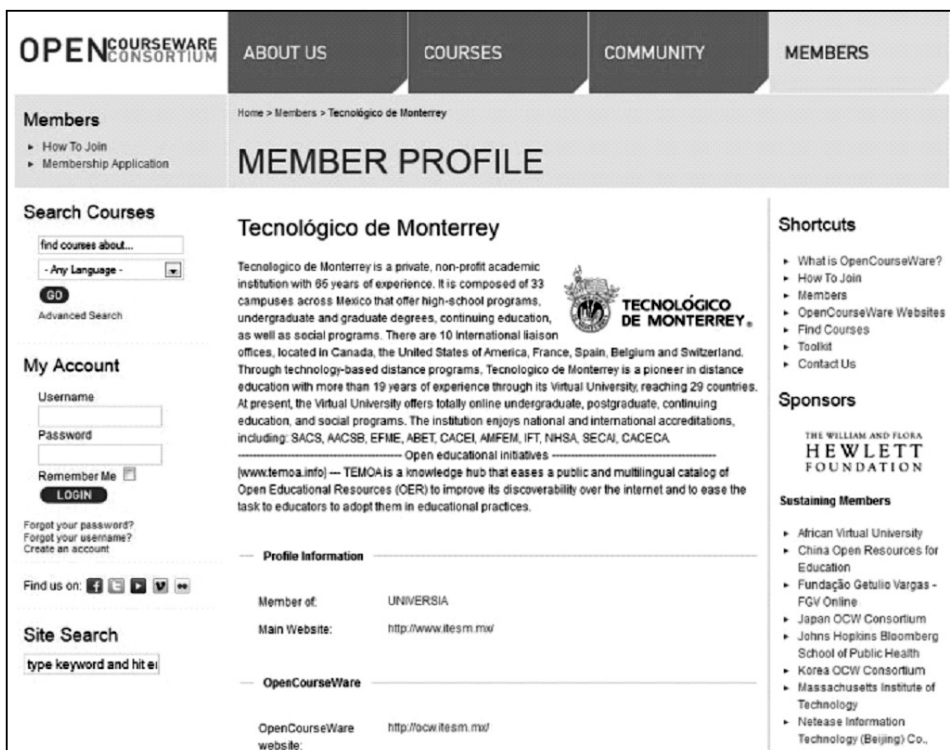 OPENCOURSEWARE
CONSORTIUM
ABOUT US
COURSES
COMMUNITY
MEMBERS
Members
► How To Join
► Membership Application
Home > Members > Tecnológico de Monterrey
MEMBER PROFILE
Search Courses
find courses about...
- Any Language -
GO
Advanced Search
My Account
Username
Password
Remember Me
LOGIN
Forgot your password?
Forgot your username?
Create an account
Find us on:
Site Search
type keyword and hit e
Tecnológico de Monterrey
Tecnologico de Monterrey is a private, non-profit academic
institution with 65 years of experience. It is composed of 33
campuses across Mexico that offer high-school programs,
undergraduate and graduate degrees, continuing education,
as well as social programs. There are 10 International liaison
offices, located in Canada, the United States of America, France, Spain, Belgium and Switzerland.
Through technology-based distance programs, Tecnologico de Monterrey is a pioneer in distance
education with more than 19 years of experience through its Virtual University, reaching 29 countries.
At present, the Virtual University offers totally online undergraduate, postgraduate, continuing
education, and social programs. The institution enjoys national and international accreditations,
including: SACS, AACSB, EFME, ABET, CACEI, AMFEM, IFT, NHSA, SECAI, CACECA.
---------- Open educational initiatives ----------
[www.temoa.info] --- TEMOA is a knowledge hub that eases a public and multilingual catalog of
Open Educational Resources (OER) to improve its discoverability over the internet and to ease the
task to educators to adopt them in educational practices.
TECNOLÓGICO
DE MONTERREY®
Profile Information
Member of: UNIVERSIA
Main Website: http://www.itesm.mx/
OpenCourseWare
OpenCourseWare http://ocw.itesm.mx/
website:
Shortcuts
► What is OpenCourseWare?
► How To Join
► Members
► OpenCourseWare Websites
► Find Courses
► Toolkit
► Contact Us
Sponsors
THE WILLIAM AND FLORA
HEWLETT
FOUNDATION
Sustaining Members
► African Virtual University
► China Open Resources for
Education
► Fundação Getulio Vargas -
FGV Online
► Japan OCW Consortium
► Johns Hopkins Bloomberg
School of Public Health
► Korea OCW Consortium
► Massachusetts Institute of
Technology
► Netease Information
Technology (Beijing) Co.,